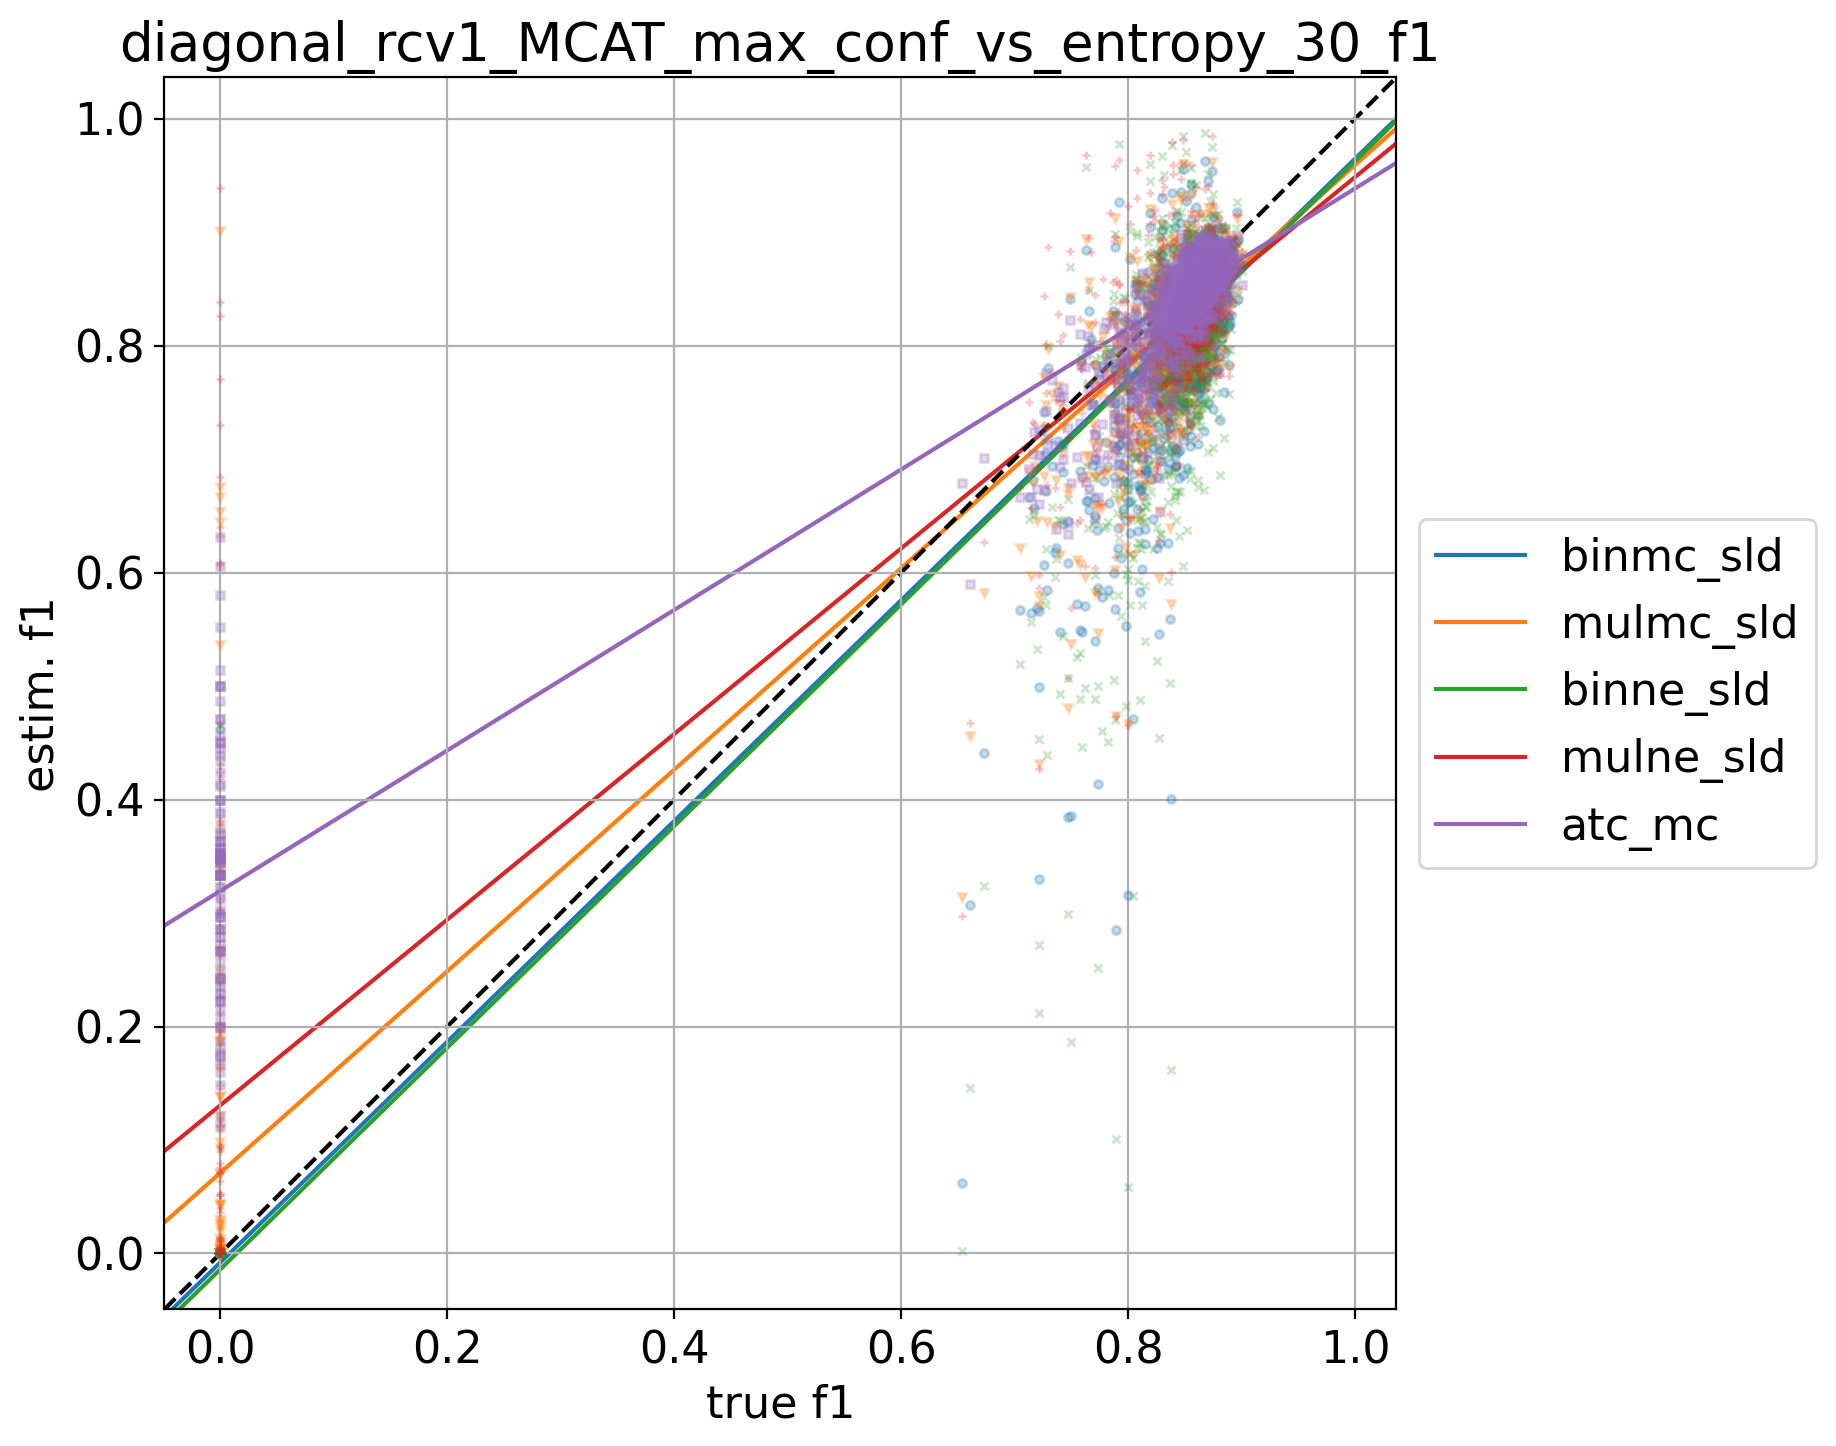 diagonal_rcv1_MCAT_max_conf_vs_entropy_30_f1
1.0
0.8
0.6
0.4
0.2
0.0
estim. f1
0.0 0.2 0.4 0.6 0.8 1.0
true f1
binmc_sld
mulmc_sld
binne_sld
mulne_sld
atc_mc